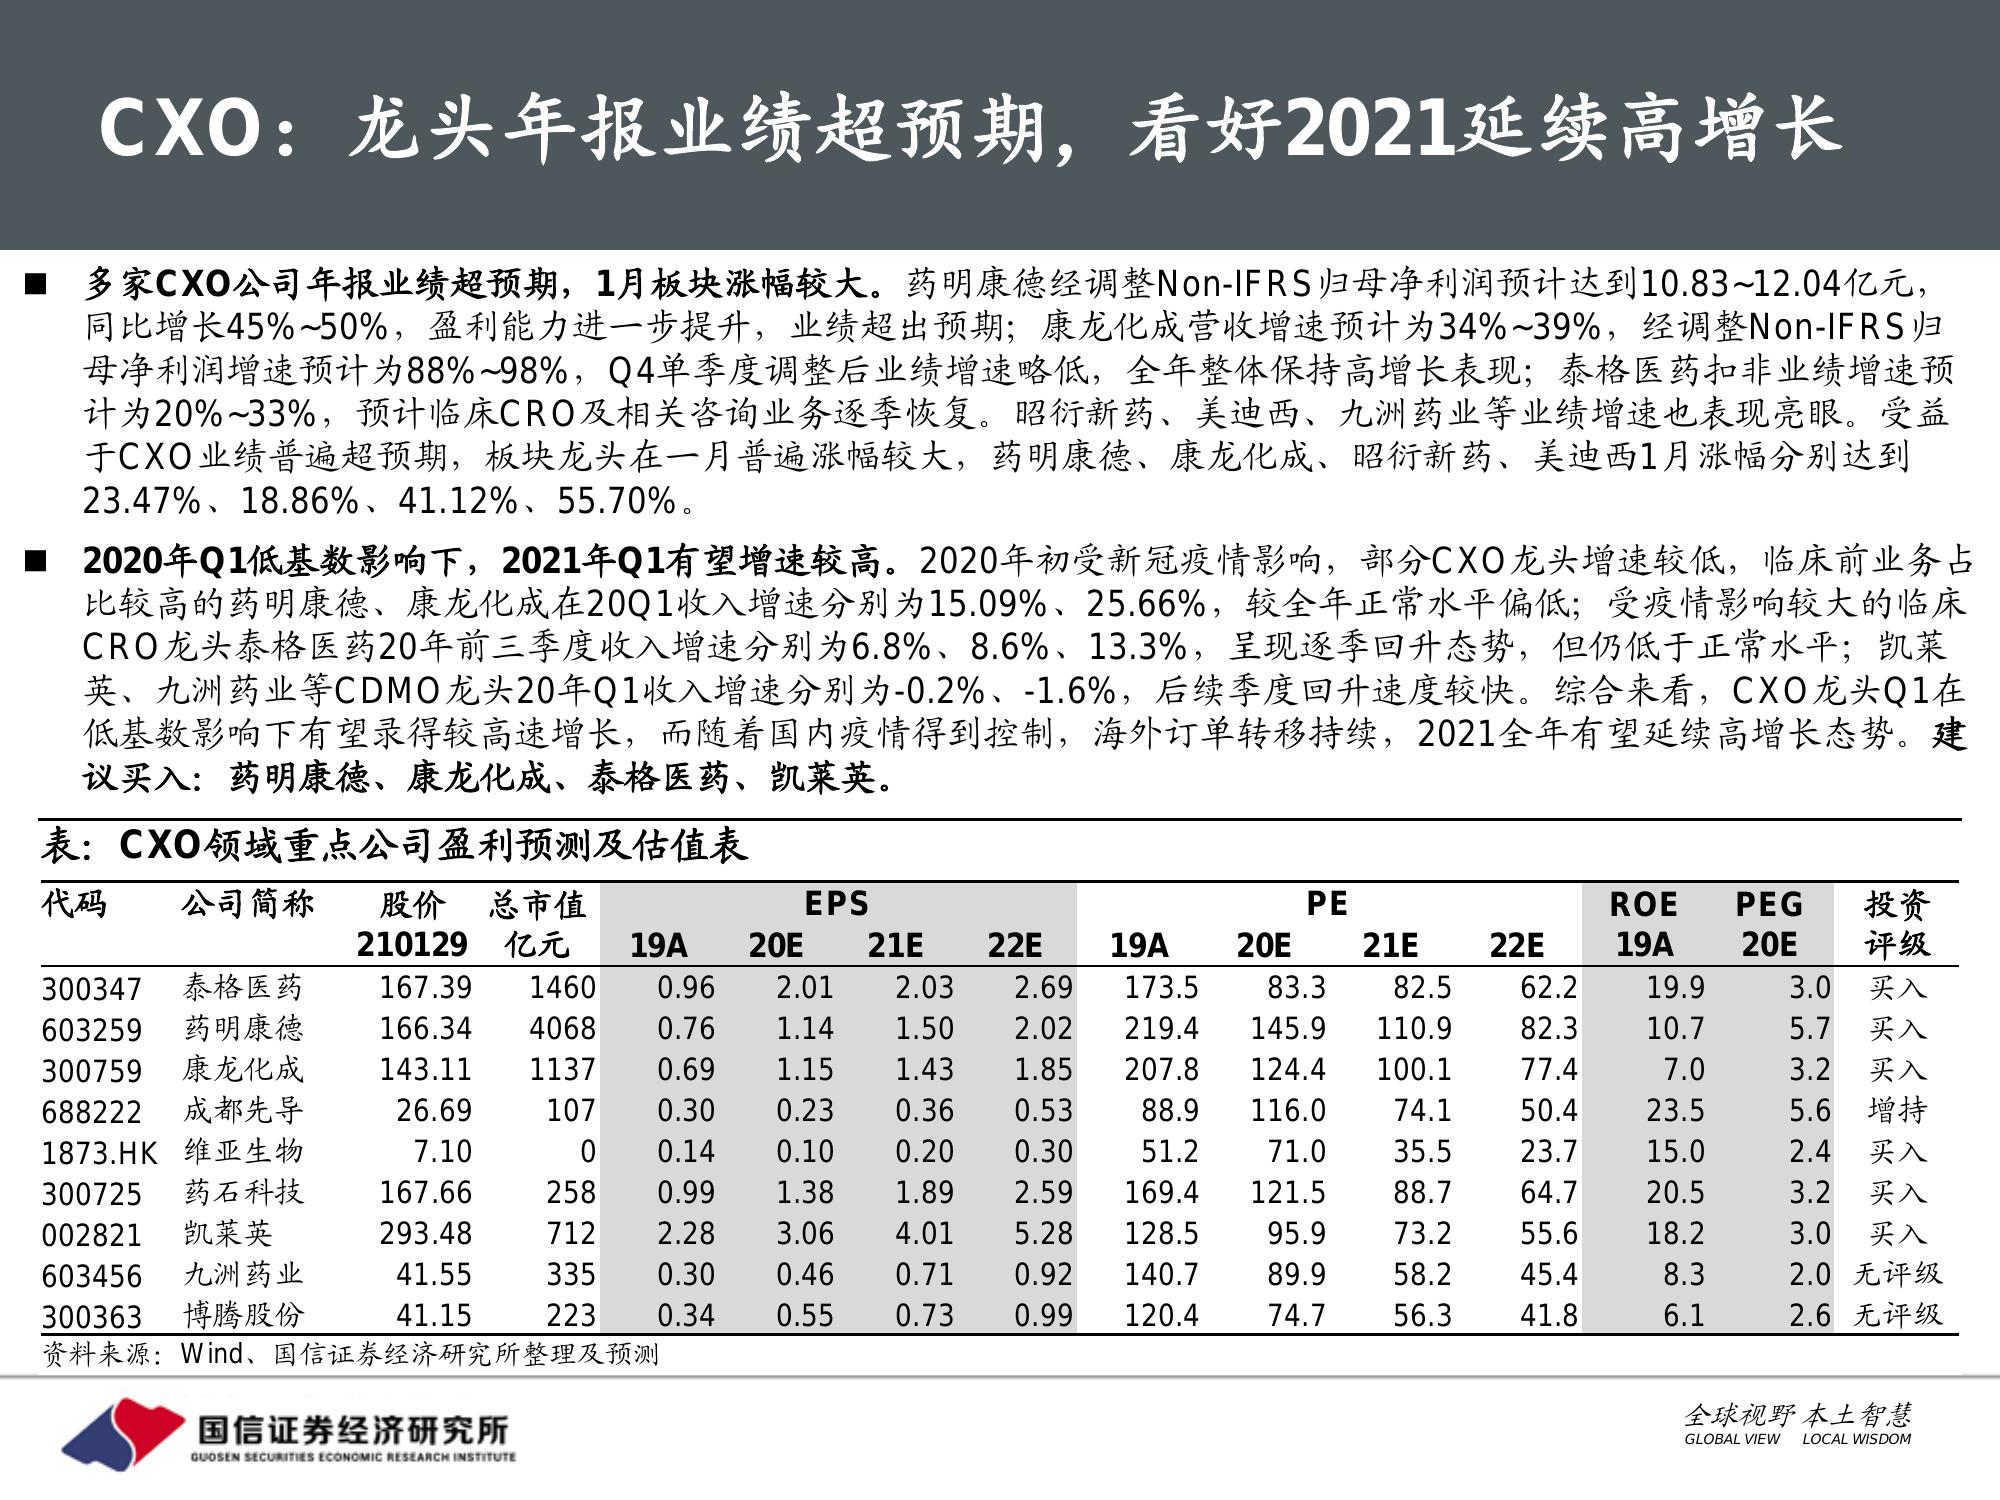 CXO：龙头年报业绩超预期，看好2021延续高增长
■ 多家CXO公司年报业绩超预期，1月板块涨幅较大。药明康德经调整Non-IFRS归母净利润预计达到10.83~12.04亿元，
同比增长45%~50%，盈利能力进一步提升，业绩超出预期；康龙化成营收增速预计为34%~39%，经调整Non-IFRS归
母净利润增速预计为88%~98%，Q4单季度调整后业绩增速略低，全年整体保持高增长表现；泰格医药扣非业绩增速预
计为20%~33%，预计临床CRO及相关咨询业务逐季恢复。昭衍新药、美迪西、九洲药业等业绩增速也表现亮眼。受益
于CXO业绩普遍超预期，板块龙头在一月普遍涨幅较大，药明康德、康龙化成、昭衍新药、美迪西1月涨幅分别达到
23.47%、18.86%、41.12%、55.70%。
■ 2020年Q1低基数影响下，2021年Q1有望增速较高。2020年初受新冠疫情影响，部分CXO龙头增速较低，临床前业务占
比较高的药明康德、康龙化成在20Q1收入增速分别为15.09%、25.66%，较全年正常水平偏低；受疫情影响较大的临床
CRO龙头泰格医药20年前三季度收入增速分别为6.8%、8.6%、13.3%，呈现逐季回升态势，但仍低于正常水平；凯莱
英、九洲药业等CDMO龙头20年Q1收入增速分别为-0.2%、-1.6%，后续季度回升速度较快。综合来看，CXO龙头Q1在
低基数影响下有望录得较高速增长，而随着国内疫情得到控制，海外订单转移持续，2021全年有望延续高增长态势。建
议买入：药明康德、康龙化成、泰格医药、凯莱英。
表：CXO领域重点公司盈利预测及估值表
代码 公司简称 股价 总市值 EPS PE ROE PEG 投资
210129 亿元 19A 20E 21E 22E 19A 20E 21E 22E 19A 20E 评级
300347 泰格医药 167.39 1460 0.96 2.01 2.03 2.69 173.5 83.3 82.5 62.2 19.9 3.0 买入
603259 药明康德 166.34 4068 0.76 1.14 1.50 2.02 219.4 145.9 110.9 82.3 10.7 5.7 买入
300759 康龙化成 143.11 1137 0.69 1.15 1.43 1.85 207.8 124.4 100.1 77.4 7.0 3.2 买入
688222 成都先导 26.69 107 0.30 0.23 0.36 0.53 88.9 116.0 74.1 50.4 23.5 5.6 增持
1873.HK 维亚生物 7.10 0 0.14 0.10 0.20 0.30 51.2 71.0 35.5 23.7 15.0 2.4 买入
300725 药石科技 167.66 258 0.99 1.38 1.89 2.59 169.4 121.5 88.7 64.7 20.5 3.2 买入
002821 凯莱英 293.48 712 2.28 3.06 4.01 5.28 128.5 95.9 73.2 55.6 18.2 3.0 买入
603456 九洲药业 41.55 335 0.30 0.46 0.71 0.92 140.7 89.9 58.2 45.4 8.3 2.0 无评级
300363 博腾股份 41.15 223 0.34 0.55 0.73 0.99 120.4 74.7 56.3 41.8 6.1 2.6 无评级
资料来源：Wind、国信证券经济研究所整理及预测
国信证券经济研究所
GUOSEN SECURITIES ECONOMIC RESEARCH INSTITUTE
全球视野 本土智慧
GLOBAL VIEW LOCAL WISDOM